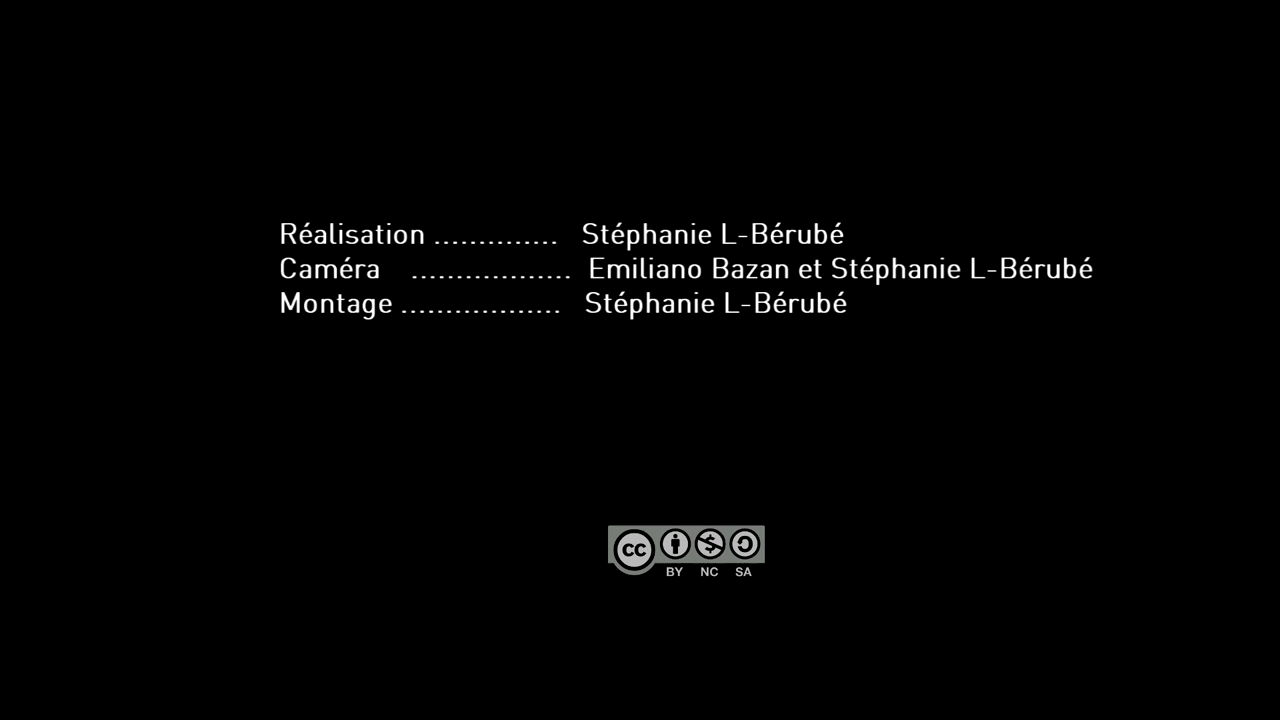 Réalisation .............. Stéphanie L-Bérubé
Caméra .................. Emiliano Bazan et Stéphanie L-Bérubé
Montage .................. Stéphanie L-Bérubé
cc
BY NC SA